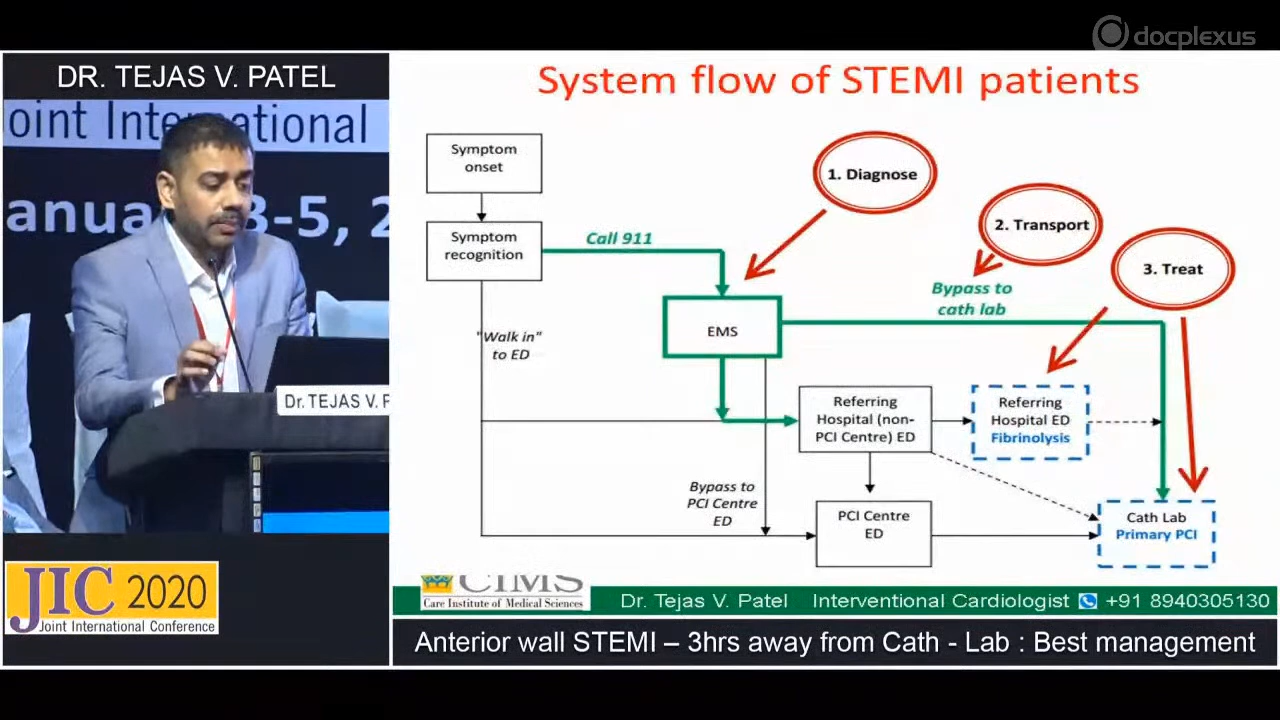 docplexus
DR. TEJAS V. PATEL
oint International
anuar 3-5, 2
Dr. TEJAS V. P
JIC 2020
Joint International Conference
System flow of STEMI patients
Symptom
onset
Symptom
recognition
Call 911
1. Diagnose
2. Transport
3. Treat
Bypass to
cath lab
EMS
"Walk in"
to ED
Referring
Hospital (non-
PCI Centre) ED
Referring
Hospital ED
Fibrinolysis
Bypass to
PCI Centre
ED
PCI Centre
ED
Cath Lab
Primary PCI
CIMS
Care Institute of Medical Sciences
Dr. Tejas V. Patel Interventional Cardiologist +91 8940305130
Anterior wall STEMI – 3hrs away from Cath - Lab : Best management